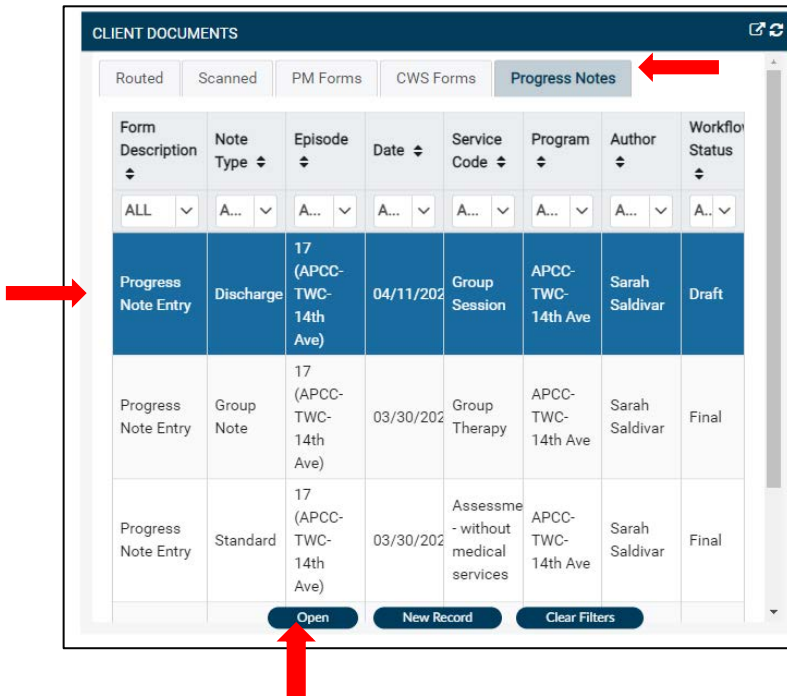 CLIENT DOCUMENTS
Routed Scanned PM Forms CWS Forms Progress Notes
Form Description Note Type Episode Date Service Code Program Author Workflo Status
ALL A... A... A... A... A... A... A..
Progress Note Entry Discharge 17 (APCC-TWC-14th Ave) 04/11/202 Group Session APCC-TWC-14th Ave Sarah Saldivar Draft
Progress Note Entry Group Note 17 (APCC-TWC-14th Ave) 03/30/202 Group Therapy APCC-TWC-14th Ave Sarah Saldivar Final
Progress Note Entry Standard 17 (APCC-TWC-14th Ave) 03/30/202 Assessme - without medical services APCC-TWC-14th Ave Sarah Saldivar Final
Open New Record Clear Filters